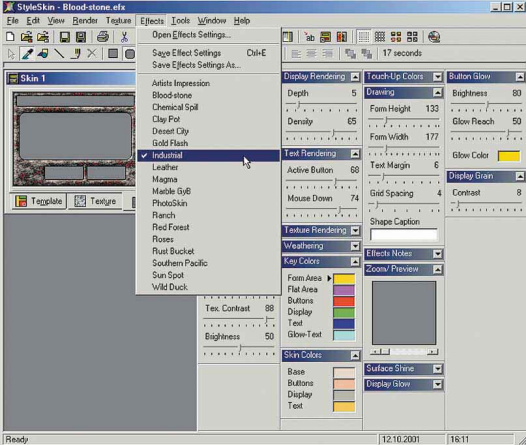 StyleSkin - Blood-stone.efx
File Edit View Render Texture Effects Tools Window Help
17 seconds
Skin 1
Template
Texture
Open Effects Settings...
Save Effect Settings Ctrl+E
Save Effects Settings As...
Artists Impression
Blood-stone
Chemical Spill
Clay Pot
Desert City
Gold Flash
Industrial
Leather
Magma
Marble Gy6
PhotoSkin
Ranch
Red Forest
Roses
Rust Bucket
Southern Pacific
Sun Spot
Wild Duck
Tex. Contrast 88
Brightness 50
Display Rendering
Depth 5
Density 65
Text Rendering
Active Button 68
Mouse Down 74
Texture Rendering
Weathering
Key Colors
Form Area
Flat Area
Buttons
Display
Text
Glow-Text
Skin Colors
Base
Buttons
Display
Text
Touch-Up Colors
Drawing
Form Height 133
Form Width 177
Text Margin 6
Grid Spacing 4
Shape Caption
Effects Notes
Zoom/ Preview
Surface Shine
Display Glow
Button Glow
Brightness 80
Glow Reach 50
Glow Color
Display Grain
Contrast 8
Ready
12.10.2001
16:11